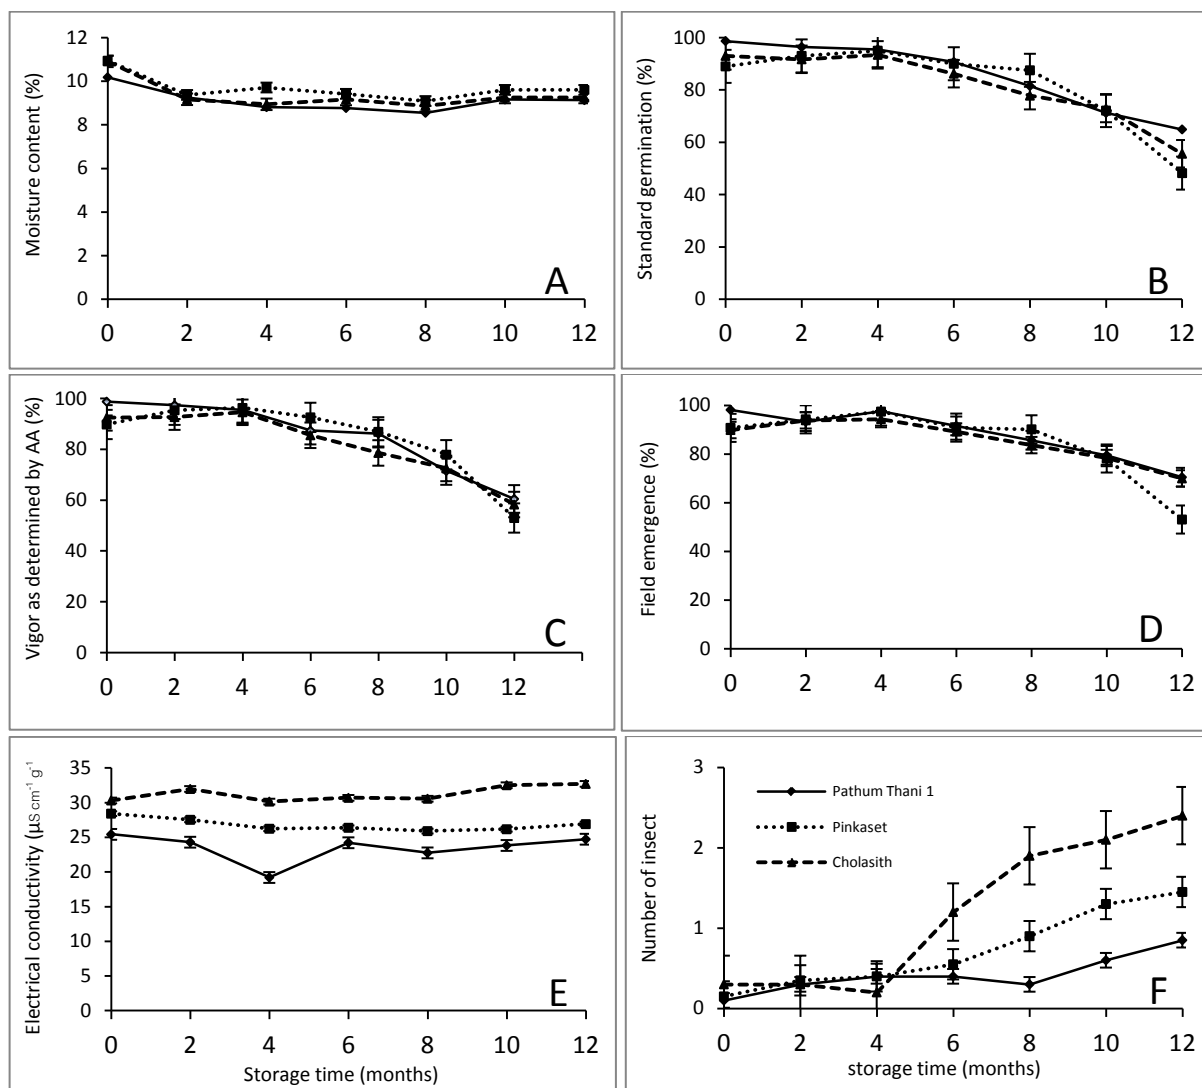 Moisture content (%)
12
10
8
6
4
2
0
0 2 4 6 8 10 12
A
Standard germination (%)
100
80
60
40
20
0
0 2 4 6 8 10 12
B
Vigor as determined by AA (%)
100
80
60
40
20
0
0 2 4 6 8 10 12
C
Field emergence (%)
100
80
60
40
20
0
0 2 4 6 8 10 12
D
Electrical conductivity (µS cm⁻¹ g⁻¹
35
30
25
20
15
10
5
0
0 2 4 6 8 10 12
Storage time (months)
E
Number of insect
3
2
1
0
Pathum Thani 1
Pinkaset
Cholasith
0 2 4 6 8 10 12
storage time (months)
F